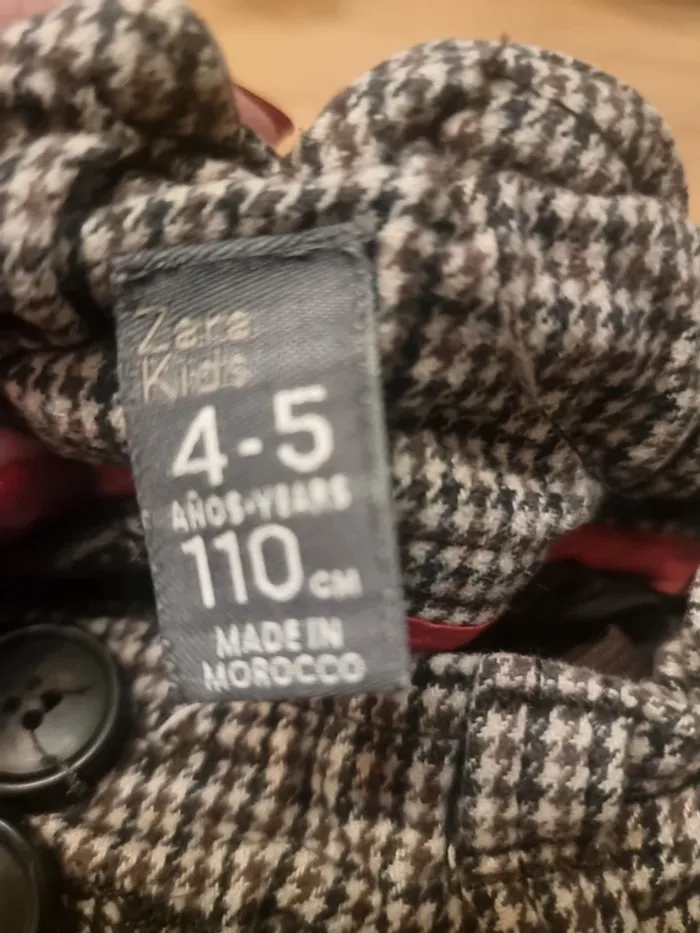 Zara
Kids
4-5
AÑOS-YEARS
110 CM
MADE IN
MOROCCO